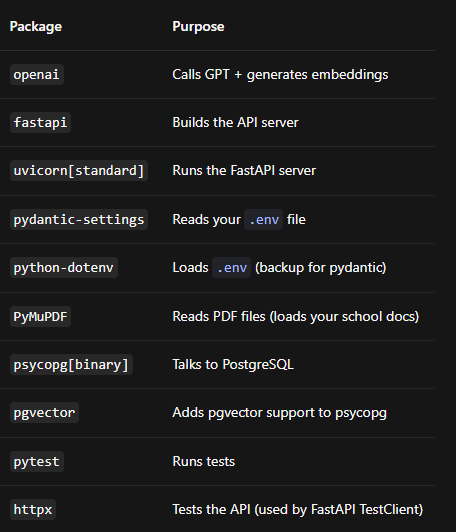 Package Purpose
openai Calls GPT + generates embeddings
fastapi Builds the API server
uvicorn[standard] Runs the FastAPI server
pydantic-settings Reads your .env file
python-dotenv Loads .env (backup for pydantic)
PyMuPDF Reads PDF files (loads your school docs)
psycopg[binary] Talks to PostgreSQL
pgvector Adds pgvector support to psycopg
pytest Runs tests
httpx Tests the API (used by FastAPI TestClient)